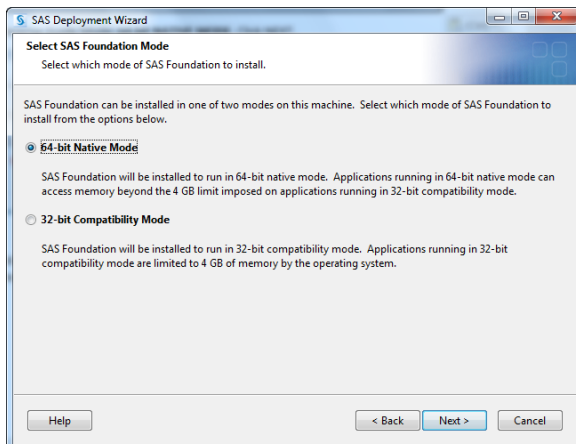 SAS Deployment Wizard
Select SAS Foundation Mode
Select which mode of SAS Foundation to install.
SAS Foundation can be installed in one of two modes on this machine. Select which mode of SAS Foundation to
install from the options below.
64-bit Native Mode
SAS Foundation will be installed to run in 64-bit native mode. Applications running in 64-bit native mode can
access memory beyond the 4 GB limit imposed on applications running in 32-bit compatibility mode.
32-bit Compatibility Mode
SAS Foundation will be installed to run in 32-bit compatibility mode. Applications running in 32-bit
compatibility mode are limited to 4 GB of memory by the operating system.
Help < Back Next > Cancel